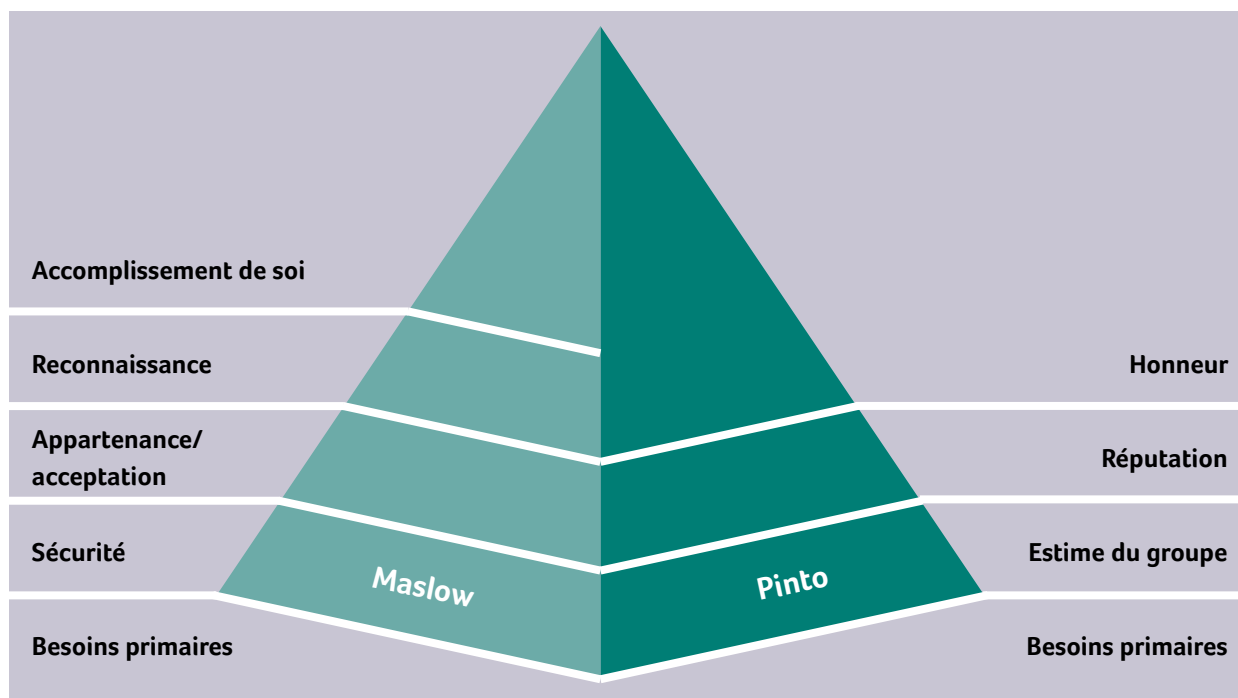 Accomplissement de soi
Reconnaissance
Appartenance/
acceptation
Sécurité
Besoins primaires
Maslow
Pinto
Honneur
Réputation
Estime du groupe
Besoins primaires